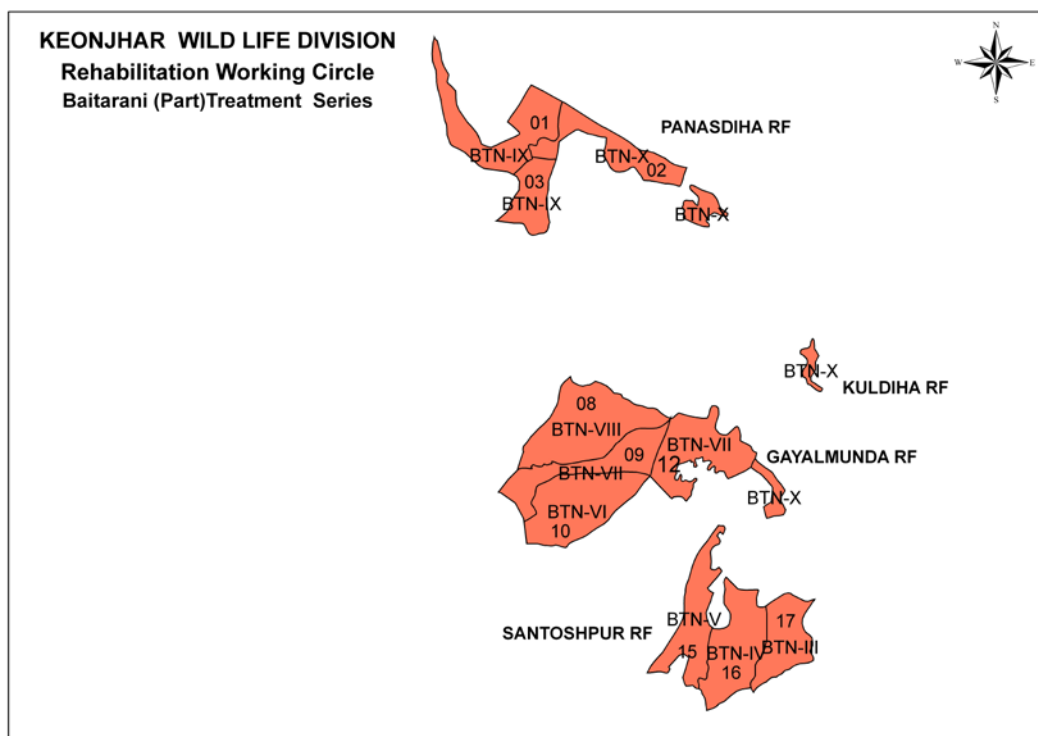 KEONJHAR WILD LIFE DIVISION
Rehabilitation Working Circle
Baitarani (Part)Treatment Series
N
W
E
S
01
PANASDIHA RF
BTN-IX
BTN-X
02
03
BTN-IX
BTN-X
BTN-X
KULDIHA RF
08
BTN-VIII
BTN-VII
09
12
GAYALMUNDA RF
BTN-VII
BTN-X
BTN-VI
10
BTN-V
SANTOSHPUR RF
17
15
BTN-IV
BTN-III
16